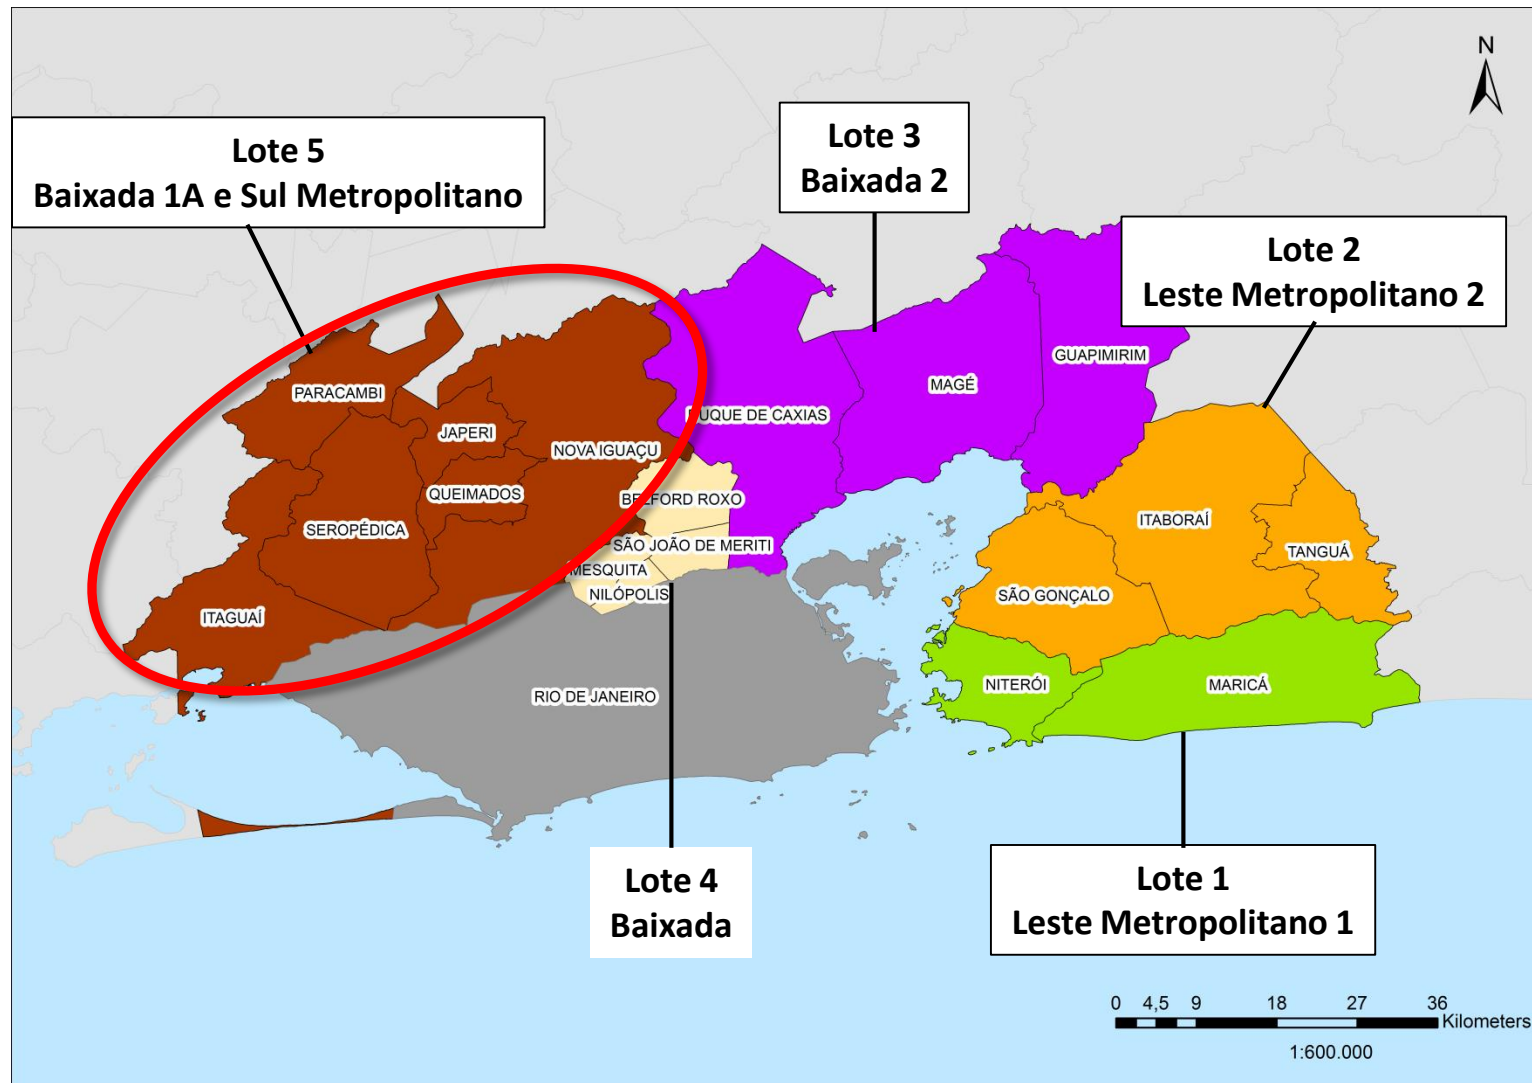 N
Lote 5
Baixada 1A e Sul Metropolitano
Lote 3
Baixada 2
Lote 2
Leste Metropolitano 2
PARACAMBI
JAPERI
NOVA IGUAÇU
QUEIMADOS
SEROPÉDICA
ITAGUAÍ
DUQUE DE CAXIAS
MAGÉ
GUAPIMIRIM
BELFORD ROXO
SÃO JOÃO DE MERITI
MESQUITA
NILÓPOLIS
RIO DE JANEIRO
ITABORAÍ
TANGUÁ
SÃO GONÇALO
NITERÓI
MARICÁ
Lote 4
Baixada
Lote 1
Leste Metropolitano 1
0 4,5 9 18 27 36
Kilometers
1:600.000